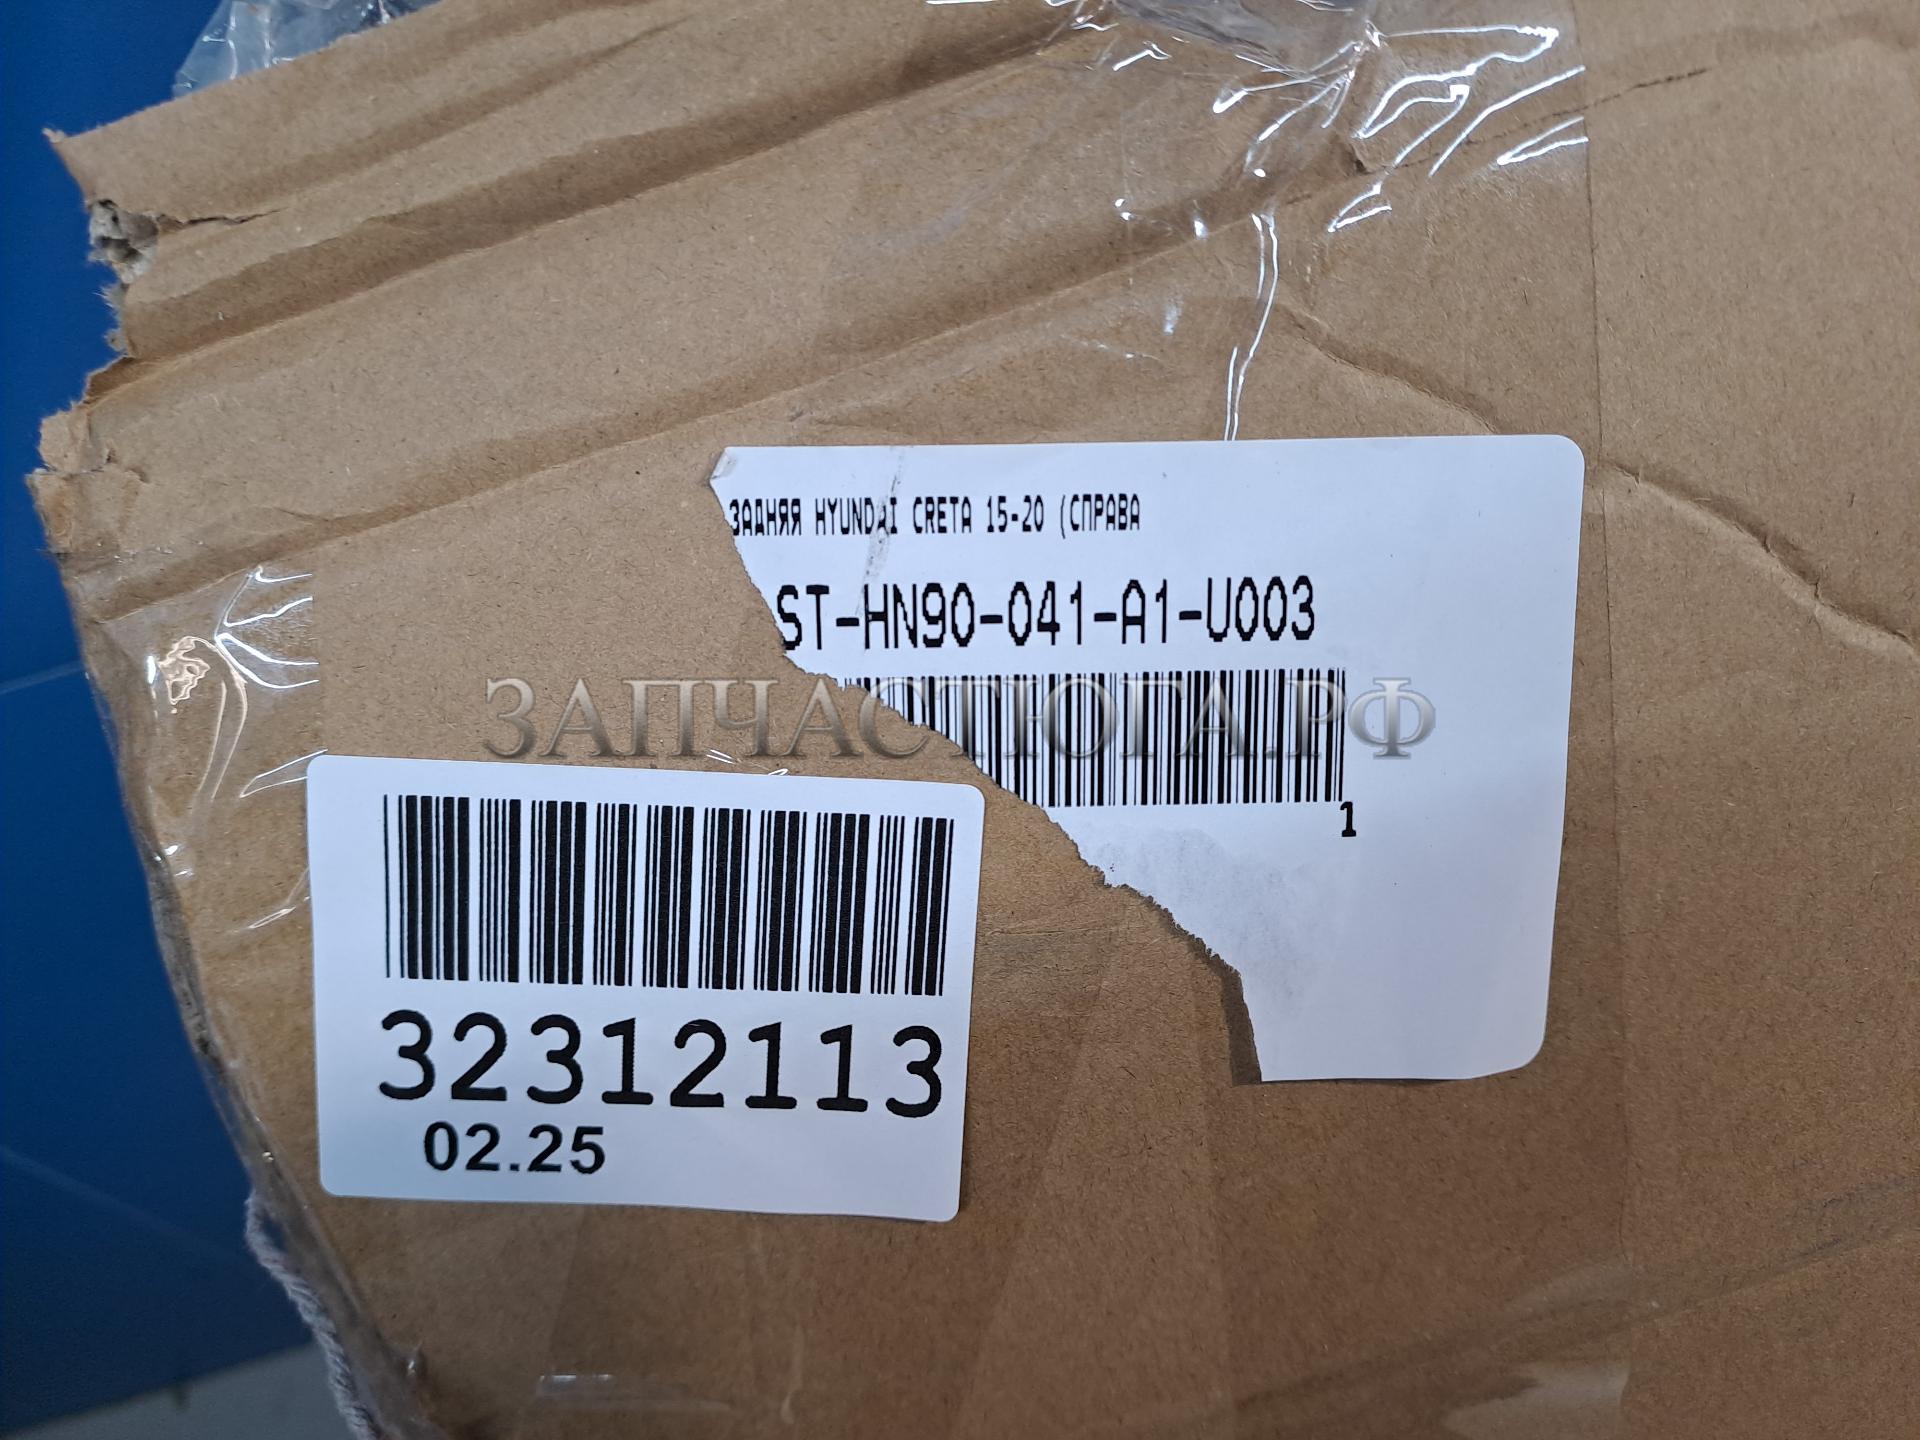 ЗАДНЯЯ HYUNDAI CRETA 15-20 (СПРАВА
ST-HN90-041-A1-U003
ЗАПЧАСТЮГА.РФ
1
32312113
02.25